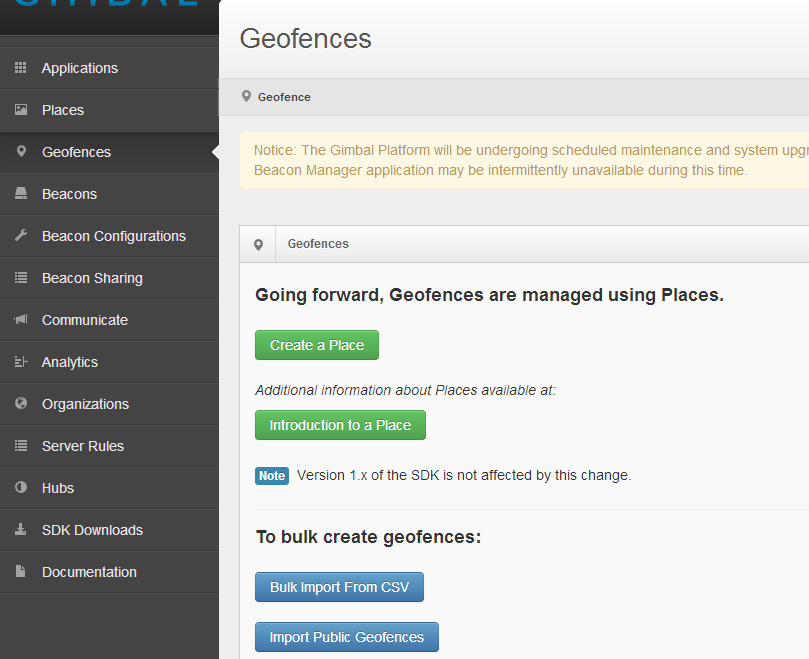 GIMBAL
Geofences
Applications
Places
Geofences
Beacons
Beacon Configurations
Beacon Sharing
Communicate
Analytics
Organizations
Server Rules
Hubs
SDK Downloads
Documentation
Geofence
Notice: The Gimbal Platform will be undergoing scheduled maintenance and system
Beacon Manager application may be intermittently unavailable during this time.
Geofences
Going forward, Geofences are managed using Places.
Create a Place
Additional information about Places available at:
Introduction to a Place
Note Version 1.x of the SDK is not affected by this change.
To bulk create geofences:
Bulk Import From CSV
Import Public Geofences